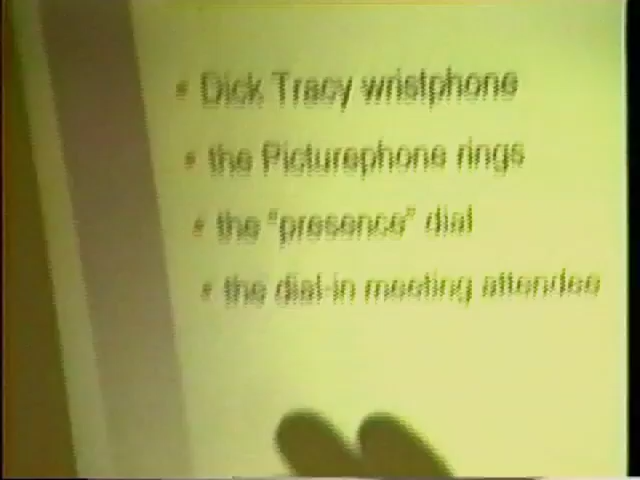 • Dick Tracy wristphone
• the Picturephone rings
• the "presence" dial
• the dial-in meeting attendee